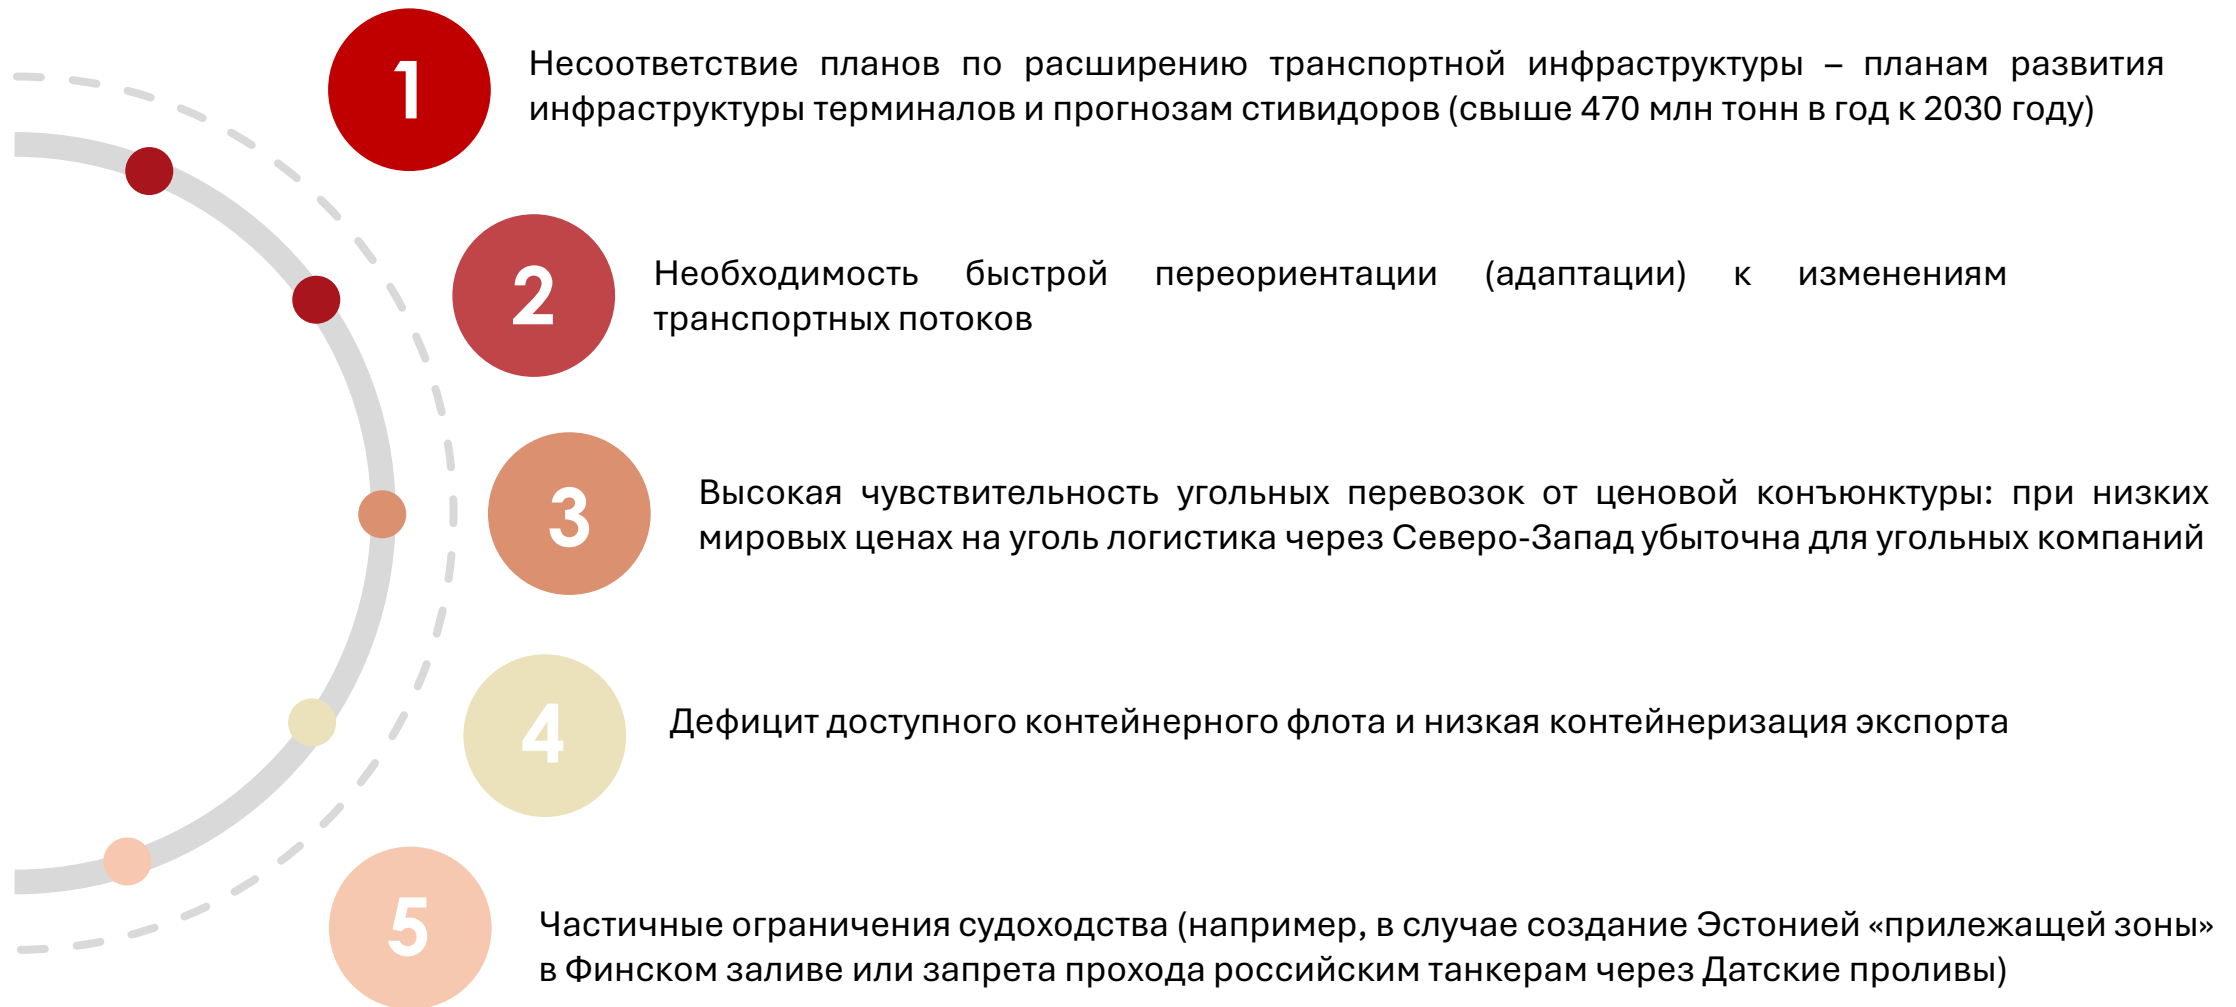 1
Несоответствие планов по расширению транспортной инфраструктуры – планам развития
инфраструктуры терминалов и прогнозам стивидоров (свыше 470 млн тонн в год к 2030 году)
2
Необходимость быстрой переориентации (адаптации) к изменениям
транспортных потоков
3
Высокая чувствительность угольных перевозок от ценовой конъюнктуры: при низких
мировых ценах на уголь логистика через Северо-Запад убыточна для угольных компаний
4
Дефицит доступного контейнерного флота и низкая контейнеризация экспорта
5
Частичные ограничения судоходства (например, в случае создание Эстонией «прилежащей зоны»
в Финском заливе или запрета прохода российским танкерам через Датские проливы)